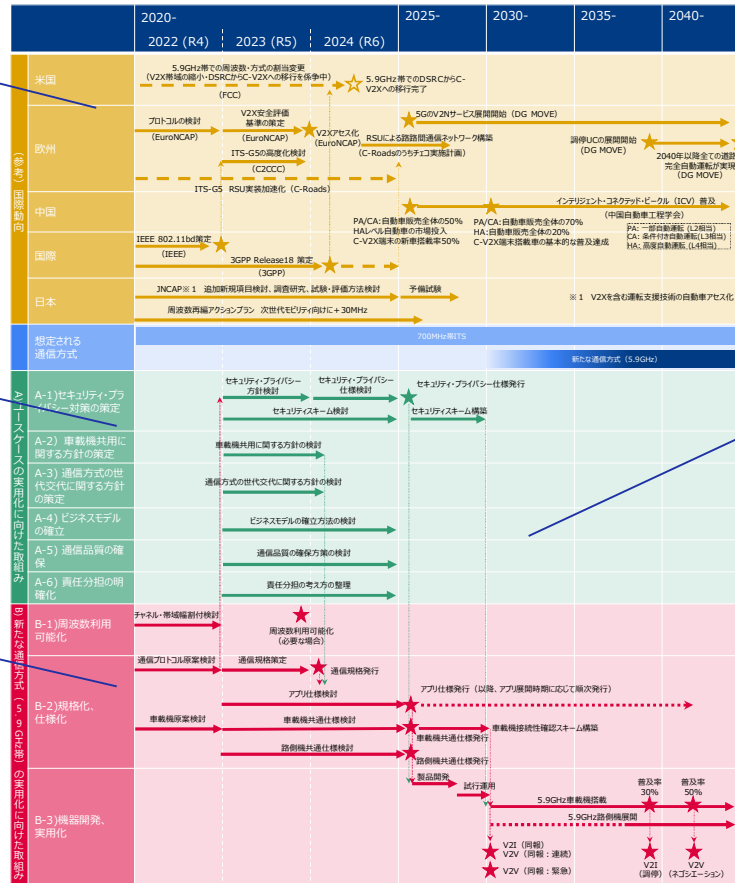 2020-
2025-
2030-
2035-
2040-
2022 (R4)
2023 (R5)
2024 (R6)
(参考)国際動向
米国
5.9GHz帯での周波数・方式の割当変更
(V2X帯域の縮小・DSRCからC-V2Xへの移行を係争中)
(FCC)
5.9GHz帯でのDSRCからC-
V2Xへの移行完了
欧州
プロトコルの検討
(EuroNCAP)
V2X安全評価
基準の策定
(EuroNCAP)
V2Xアセス化
(EuroNCAP)
5GのV2Nサービス展開開始(DG MOVE)
RSUによる路路間通信ネットワーク構築
(C-Roadsのうちチェコ実施計画)
調停UCの展開開始
(DG MOVE)
2040年以降全ての道路
完全自動運転が実現
(DG MOVE)
ITS-G5の高度化検討
(C2CCC)
ITS-G5 RSU実装加速化(C-Roads)
中国
インテリジェント・コネクテッド・ビークル(ICV)普及
(中国自動車工程学会)
PA/CA:自動車販売全体の50%
HAレベル自動車の市場投入
C-V2X端末の新車搭載率50%
PA/CA:自動車販売全体の70%
HA:自動車販売全体の20%
C-V2X端末搭載車の基本的な普及達成
PA: 一部自動運転 (L2相当)
CA: 条件付き自動運転(L3相当)
HA: 高度自動運転 (L4相当)
国際
IEEE 802.11bd策定
(IEEE)
3GPP Release18 策定
(3GPP)
日本
JNCAP※1 追加新規項目検討、調査研究、試験・評価方法検討
予備試験
※1 V2Xを含む運転支援技術の自動車アセス化
周波数再編アクションプラン 次世代モビリティ向けに+30MHz
想定される
通信方式
700MHz帯ITS
新たな通信方式(5.9GHz)
A)ユースケースの実用化に向けた取組み
A-1)セキュリティ・プラ
イバシー対策の策定
セキュリティ・プライバシー
方針検討
セキュリティ・プライバシー
仕様検討
セキュリティ・プライバシー仕様発行
セキュリティスキーム検討
セキュリティスキーム構築
A-2) 車載機共用に
関する方針の策定
車載機共用に関する方針の検討
A-3) 通信方式の世
代交代に関する方針
の策定
通信方式の世代交代に関する方針の検討
A-4) ビジネスモデル
の確立
ビジネスモデルの確立方法の検討
A-5) 通信品質の確
保
通信品質の確保方策の検討
A-6) 責任分担の明
確化
責任分担の考え方の整理
B)新たな通信方式(5.9GHz帯)の実用化に向けた取組み
B-1)周波数利用
可能化
チャネル・帯域幅割付検討
周波数利用可能化
(必要な場合)
B-2)規格化、
仕様化
通信プロトコル原案検討
通信規格策定
通信規格発行
アプリ仕様検討
アプリ仕様発行(以降、アプリ展開時期に応じて順次発行)
車載機原案検討
車載機共通仕様検討
車載機共通仕様発行
車載機接続性確認スキーム構築
路側機共通仕様検討
路側機共通仕様発行
B-3)機器開発、
実用化
製品開発
試行運用
普及率
30%
普及率
50%
5.9GHz車載機搭載
5.9GHz路側機展開
V2I (同報)
V2V (同報:連続)
V2V (同報:緊急)
V2I
(調停)
V2V
(ネゴシエーション)